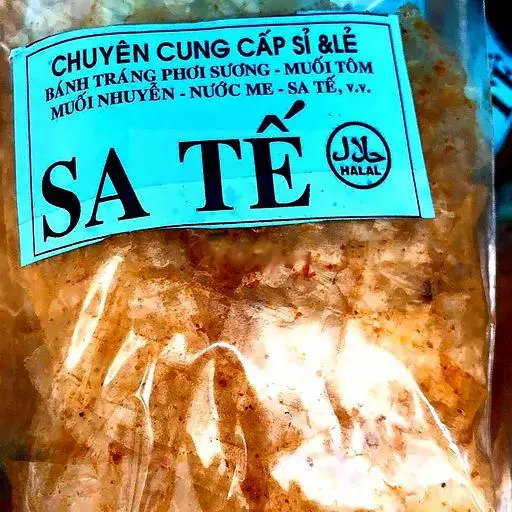 CHUYÊN CUNG CẤP SỈ &LẺ
BÁNH TRÁNG PHƠI SƯƠNG - MUỐI TÔM
MUỐI NHUYỄN - NƯỚC ME - SA TẾ, v.v.
SA TẾ
حلال
HALAL